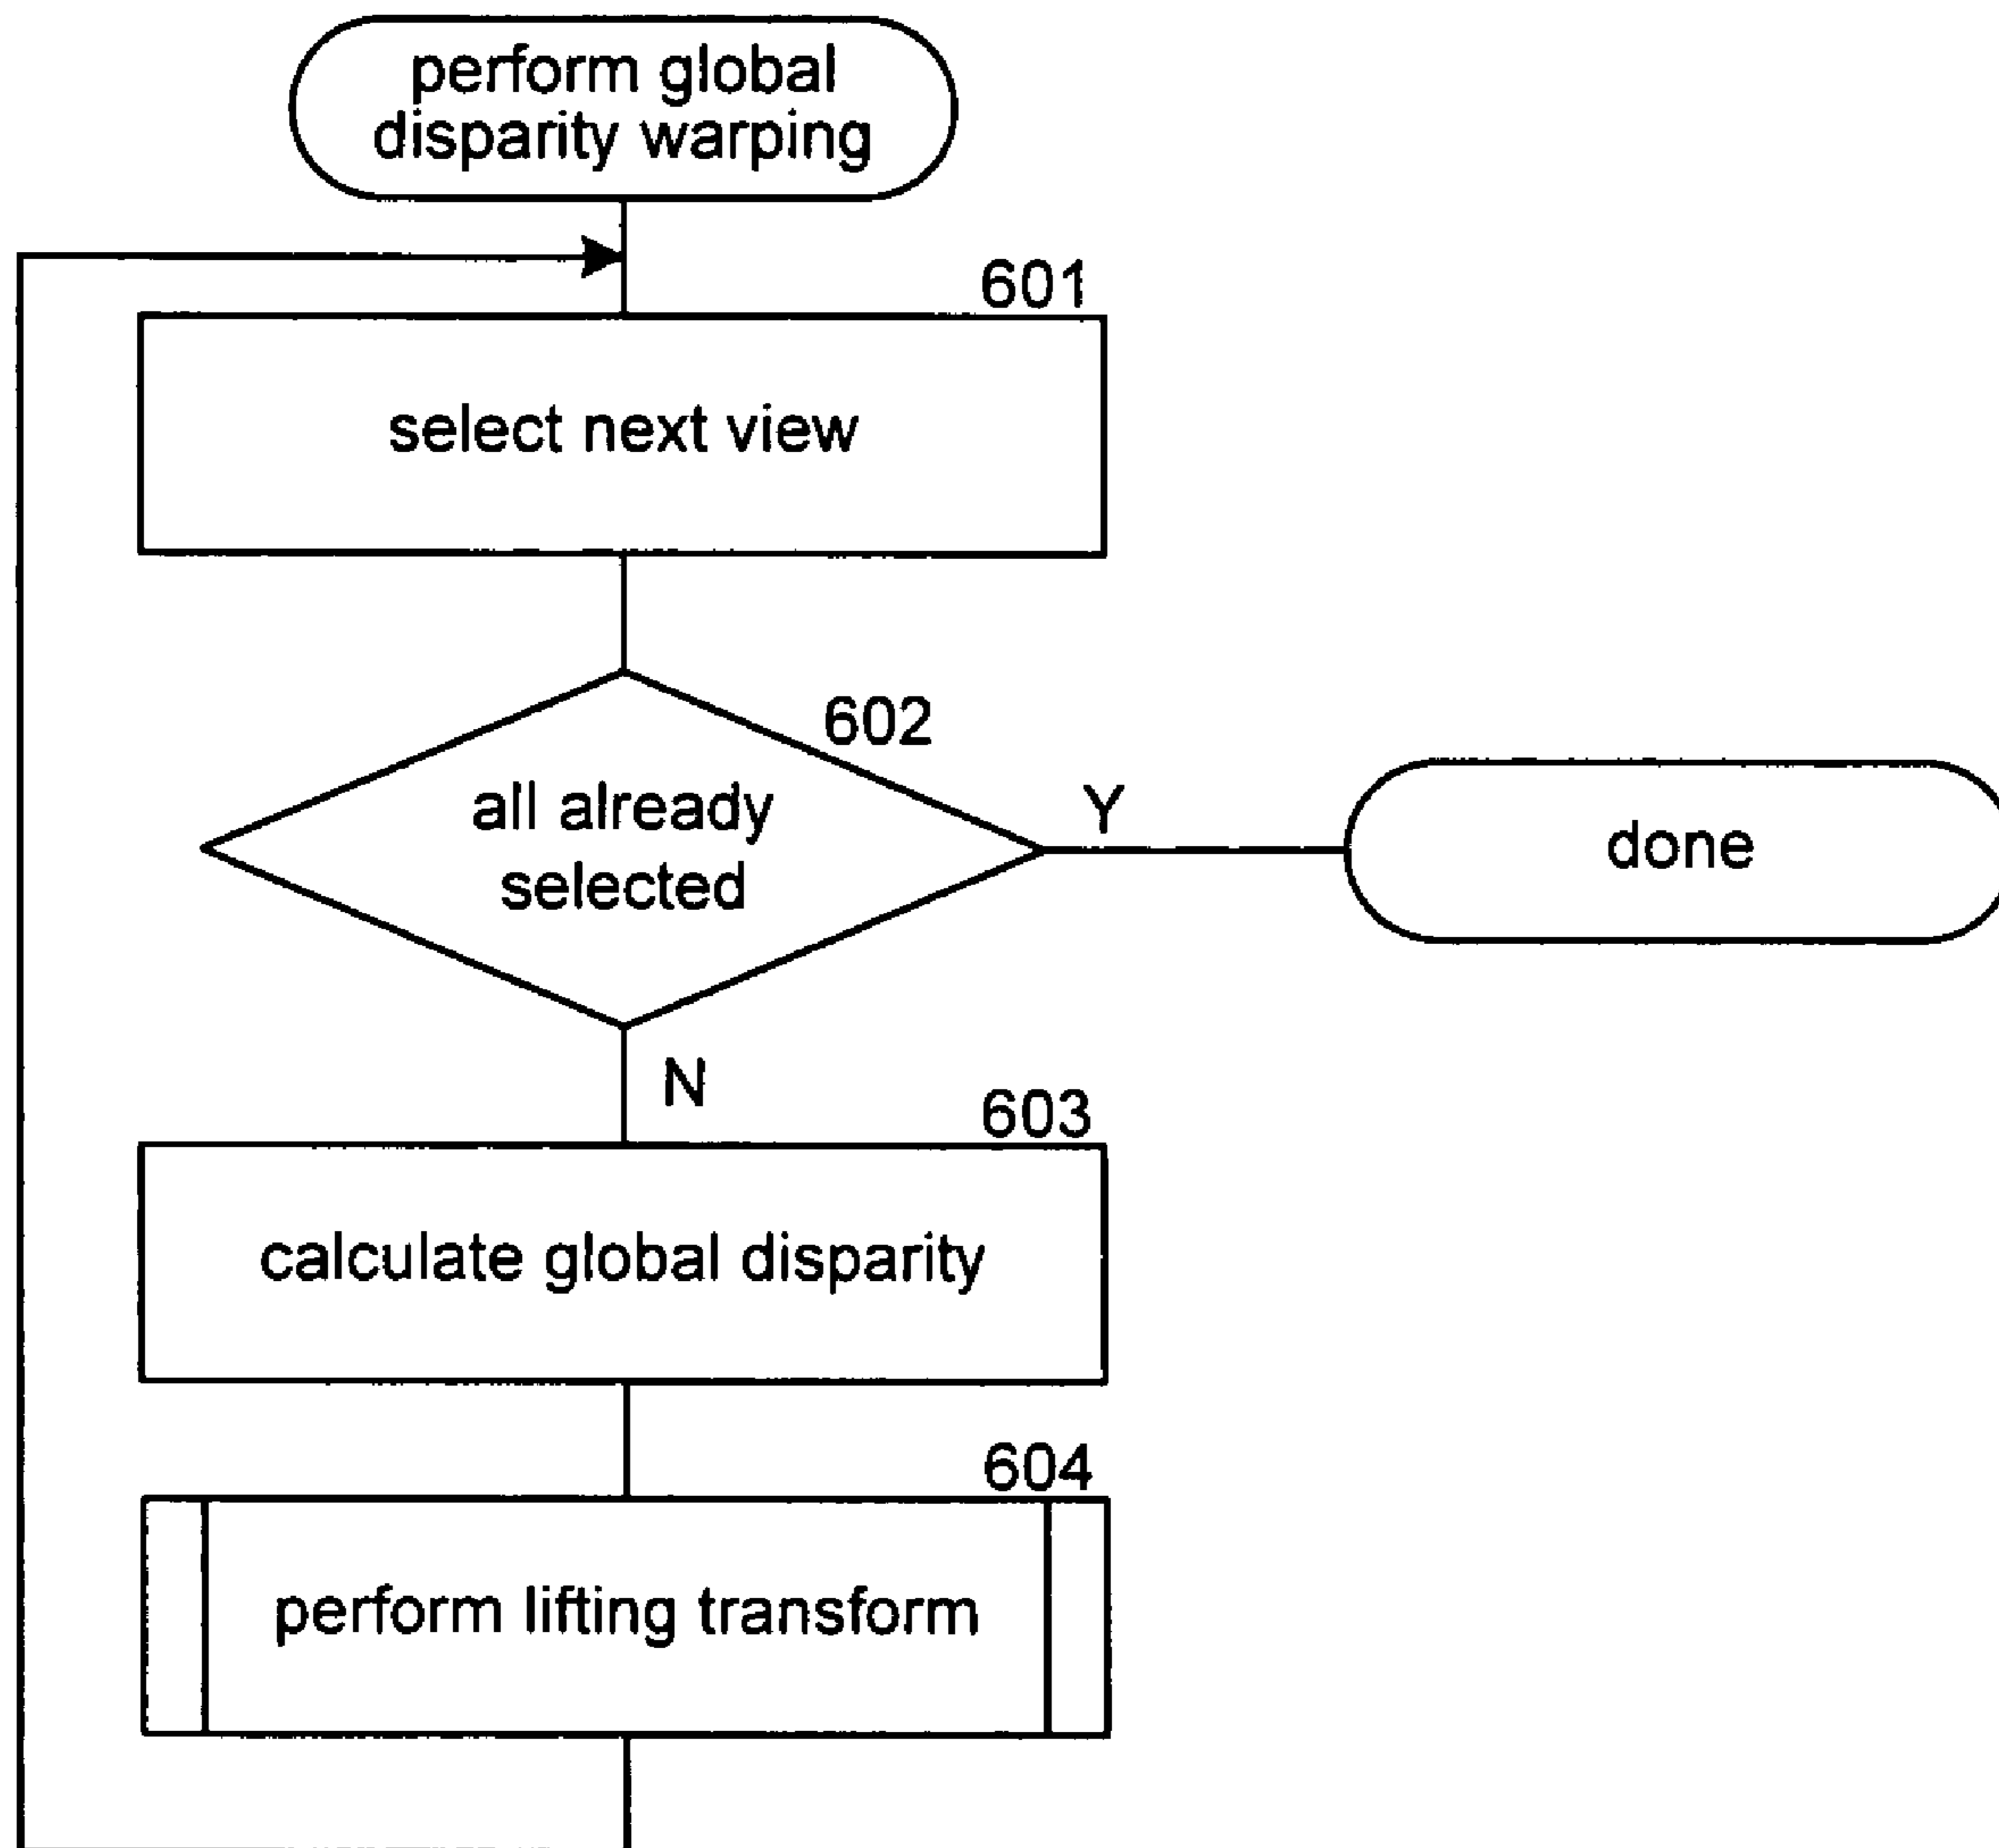 perform global
disparity warping
601
select next view
602
all already
selected
Y
done
N
603
calculate global disparity
604
perform lifting transform